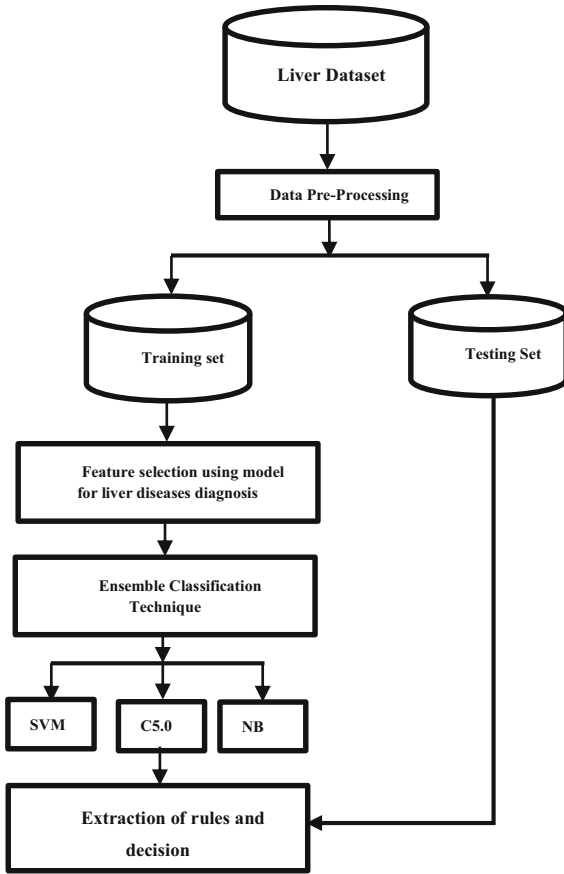 Liver Dataset
Data Pre-Processing
Training set
Testing Set
Feature selection using model
for liver diseases diagnosis
Ensemble Classification
Technique
SVM
C5.0
NB
Extraction of rules and
decision